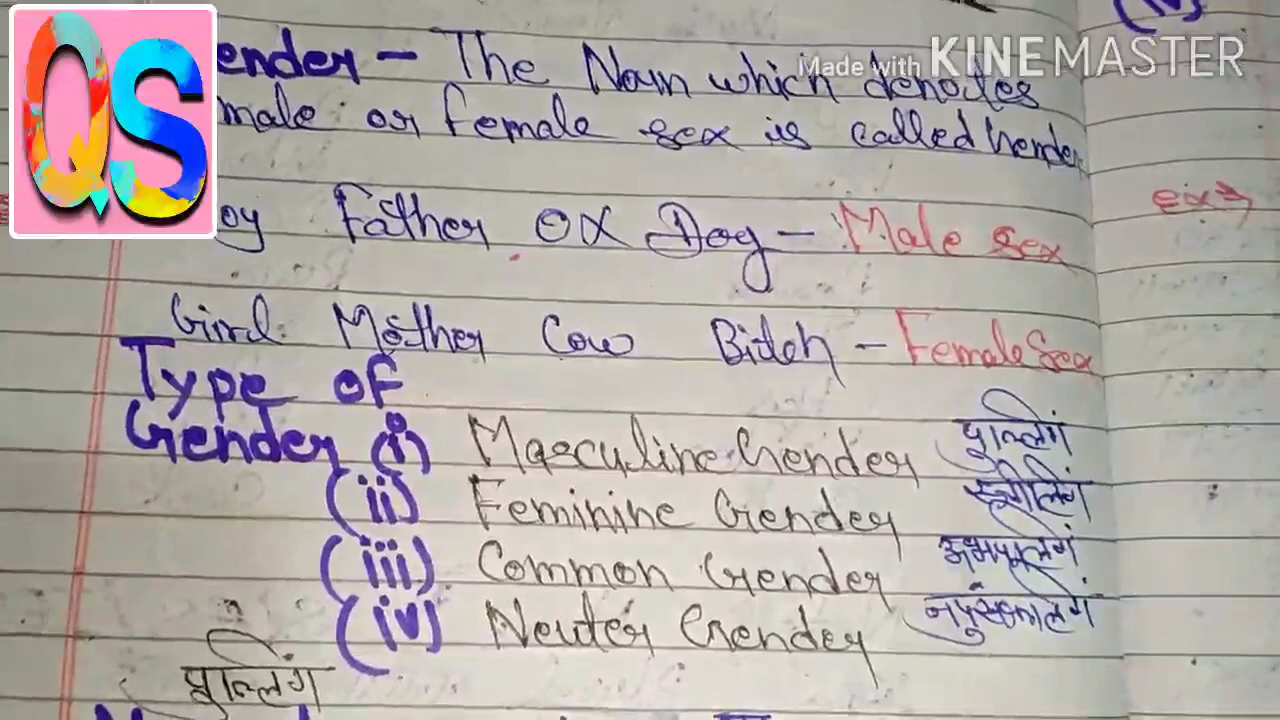 QS
Made with KINEMASTER
(iv)
ender - The Noun which denotes
male or female sex is called Gender
oy Father OX Dog - Male sex
ex⇒
Girl Mother Cow Bitch - Female Sex
Type of
Gender (i) Masculine Gender पुल्लिंग
(ii) Feminine Gender स्त्रीलिंग
(iii) Common Gender
(iv) Neuter Gender नपुंसकलिंग
पुल्लिंग